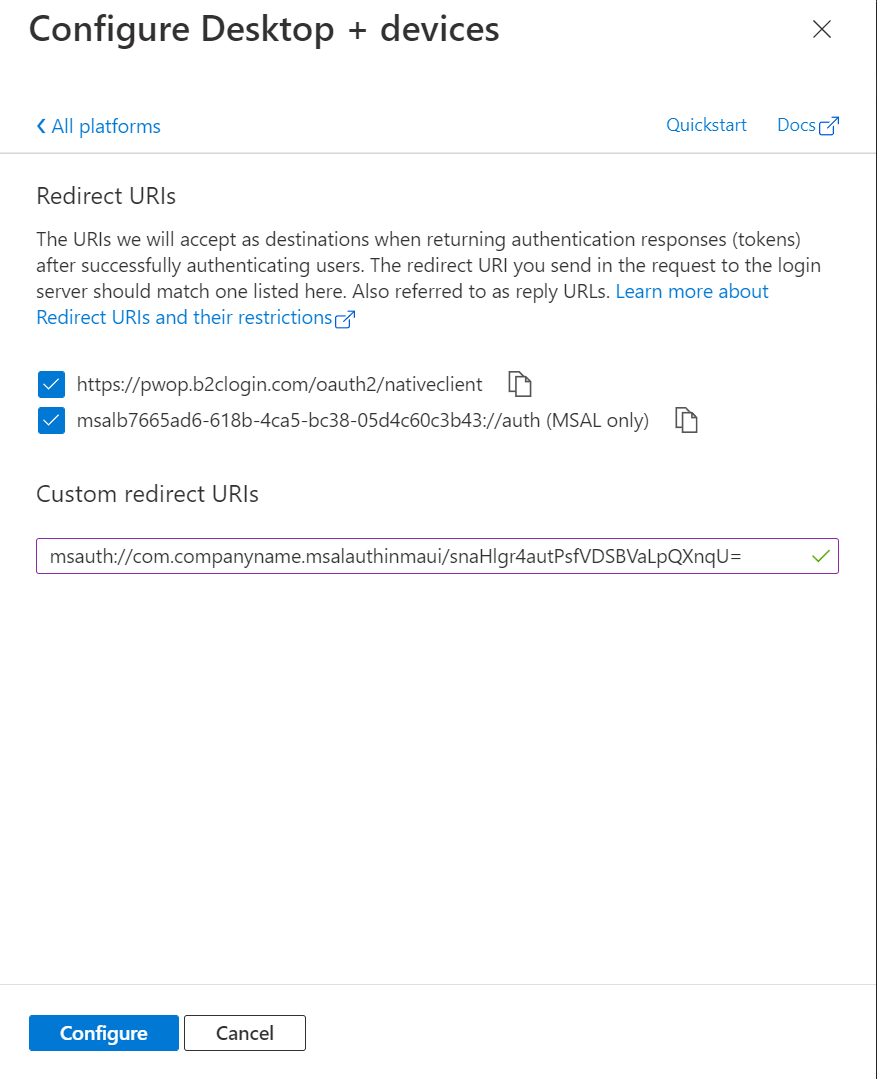 Configure Desktop + devices
All platforms
Quickstart
Docs
Redirect URIs
The URIs we will accept as destinations when returning authentication responses (tokens)
after successfully authenticating users. The redirect URI you send in the request to the login
server should match one listed here. Also referred to as reply URLs. Learn more about
Redirect URIs and their restrictions
https://pwop.b2clogin.com/oauth2/nativeclient
msalb7665ad6-618b-4ca5-bc38-05d4c60c3b43://auth (MSAL only)
Custom redirect URIs
msauth://com.companyname.msalauthinmaui/snaHlgr4autPsfVDSBVaLpQXnqU=
Configure
Cancel